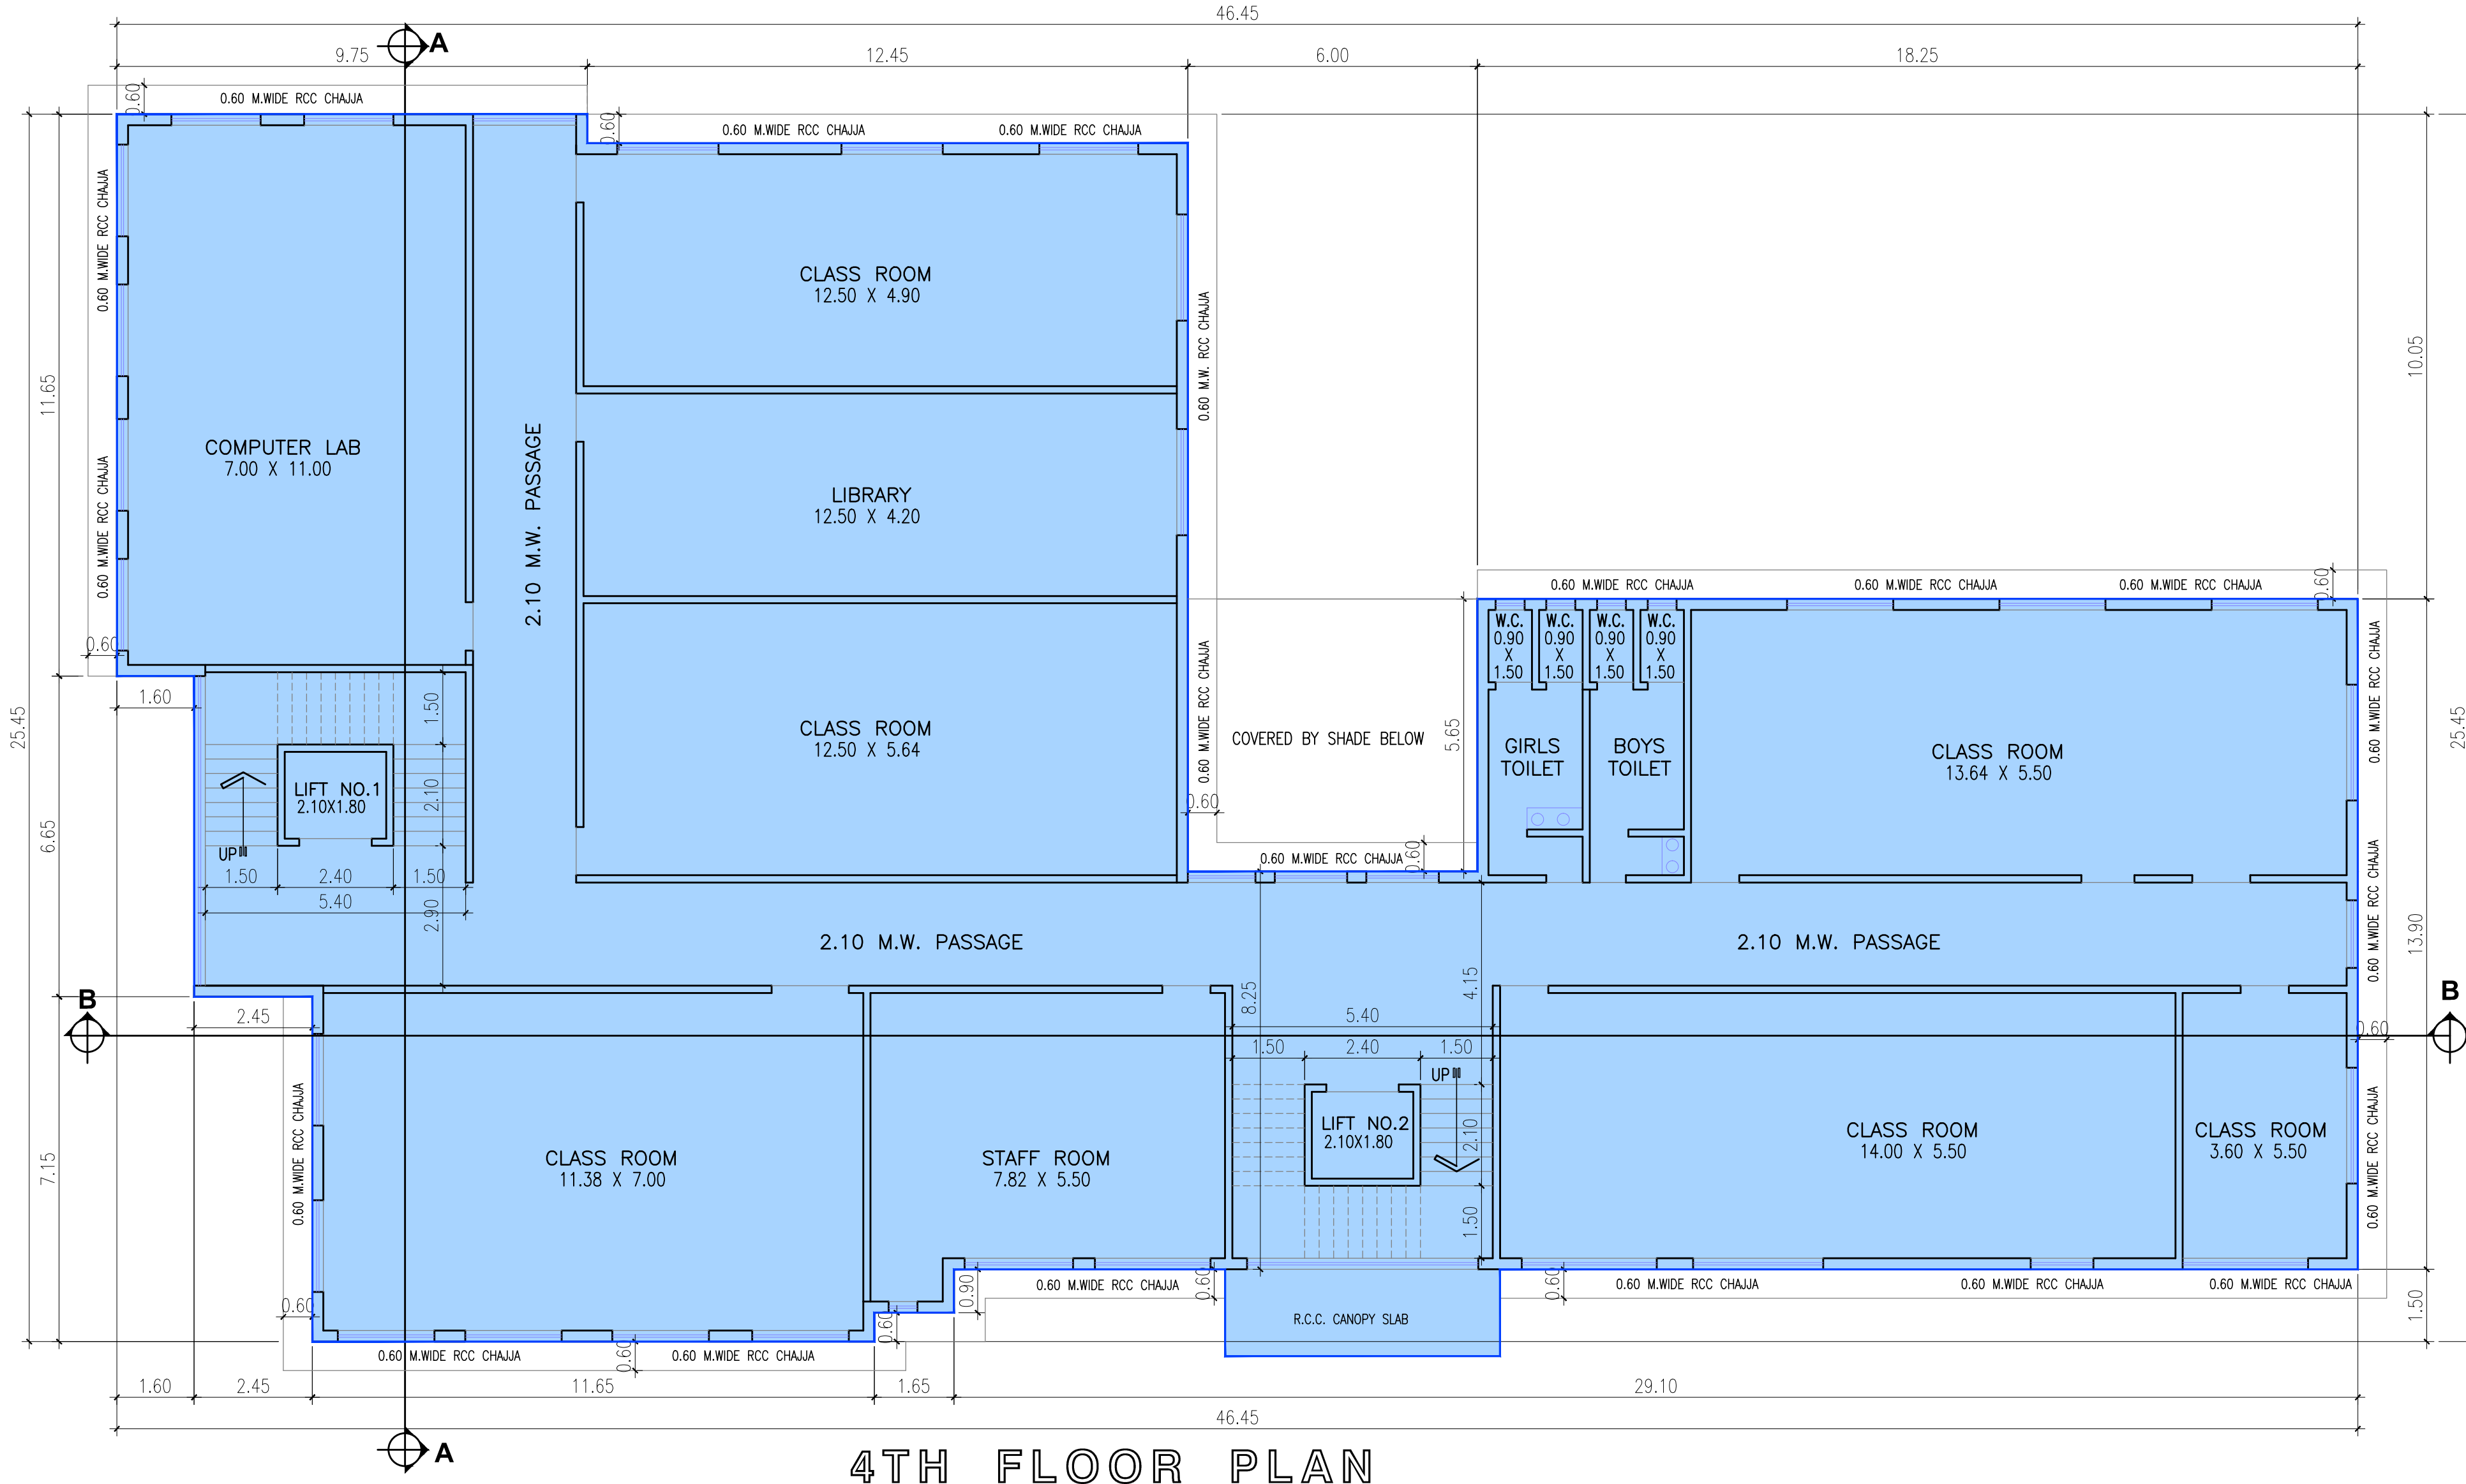 46.45
9.75
12.45
6.00
18.25
A
0.60
0.60 M.WIDE RCC CHAJJA
0.60
0.60 M.WIDE RCC CHAJJA
0.60 M.WIDE RCC CHAJJA
0.60 M.WIDE RCC CHAJJA
0.60 M.WIDE RCC CHAJJA
0.60
25.45
11.65
6.65
7.15
COMPUTER LAB
7.00 X 11.00
2.10 M.W. PASSAGE
CLASS ROOM
12.50 X 4.90
LIBRARY
12.50 X 4.20
CLASS ROOM
12.50 X 5.64
0.60 M.W. RCC CHAJJA
0.60 M.WIDE RCC CHAJJA
COVERED BY SHADE BELOW
5.65
0.60
0.60 M.WIDE RCC CHAJJA
0.60
0.60 M.WIDE RCC CHAJJA
0.60 M.WIDE RCC CHAJJA
0.60 M.WIDE RCC CHAJJA
0.60
W.C.
0.90
X
1.50
W.C.
0.90
X
1.50
W.C.
0.90
X
1.50
W.C.
0.90
X
1.50
GIRLS
TOILET
BOYS
TOILET
CLASS ROOM
13.64 X 5.50
0.60 M.WIDE RCC CHAJJA
0.60 M.WIDE RCC CHAJJA
0.60 M.WIDE RCC CHAJJA
10.05
25.45
13.90
1.50
1.60
1.50
LIFT NO.1
2.10X1.80
2.10
UP
1.50
2.40
1.50
5.40
2.90
2.10 M.W. PASSAGE
2.10 M.W. PASSAGE
B
B
2.45
8.25
4.15
5.40
1.50
2.40
1.50
UP
0.60
0.60 M.WIDE RCC CHAJJA
CLASS ROOM
11.38 X 7.00
STAFF ROOM
7.82 X 5.50
LIFT NO.2
2.10X1.80
2.10
1.50
CLASS ROOM
14.00 X 5.50
CLASS ROOM
3.60 X 5.50
0.60
0.90
0.60 M.WIDE RCC CHAJJA
0.60
0.60
0.60 M.WIDE RCC CHAJJA
0.60 M.WIDE RCC CHAJJA
0.60 M.WIDE RCC CHAJJA
R.C.C. CANOPY SLAB
0.60
0.60 M.WIDE RCC CHAJJA
0.60
0.60 M.WIDE RCC CHAJJA
1.60
2.45
11.65
1.65
29.10
46.45
A
4TH FLOOR PLAN